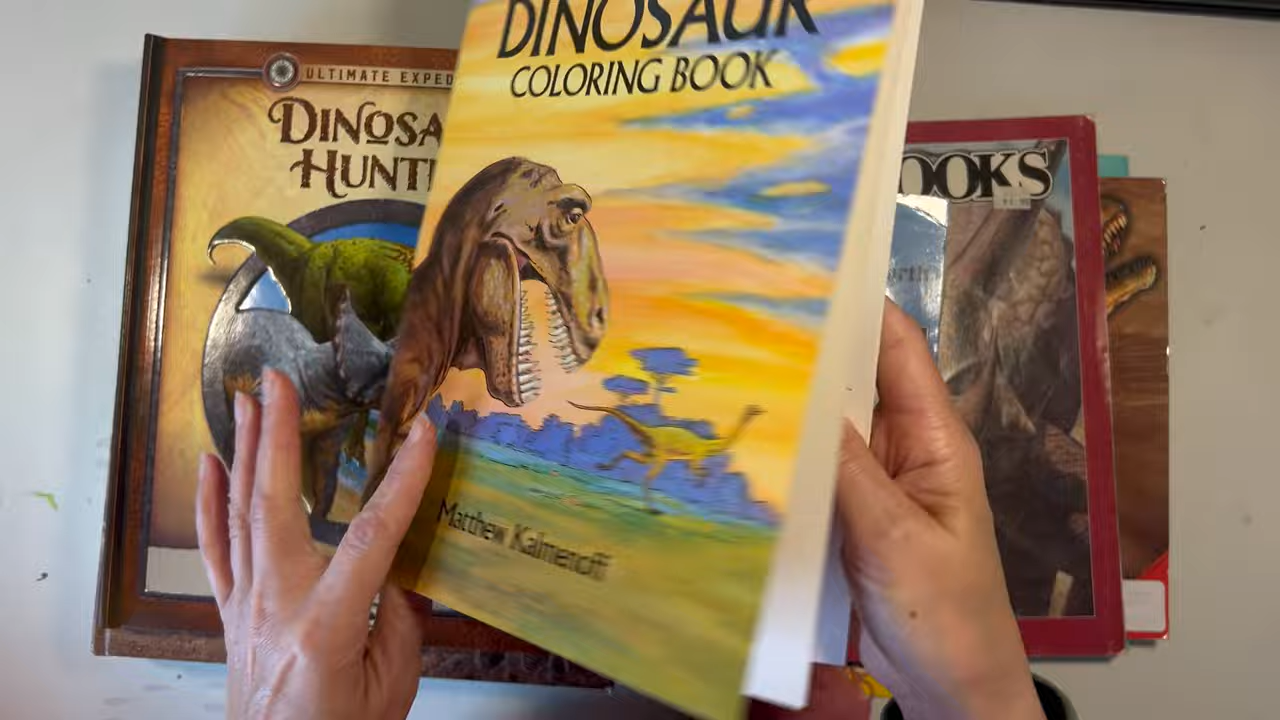 DINOSAUR
COLORING BOOK
Matthew Kalmenoff
ULTIMATE EXPED
DINOSA
HUNT
OOKS